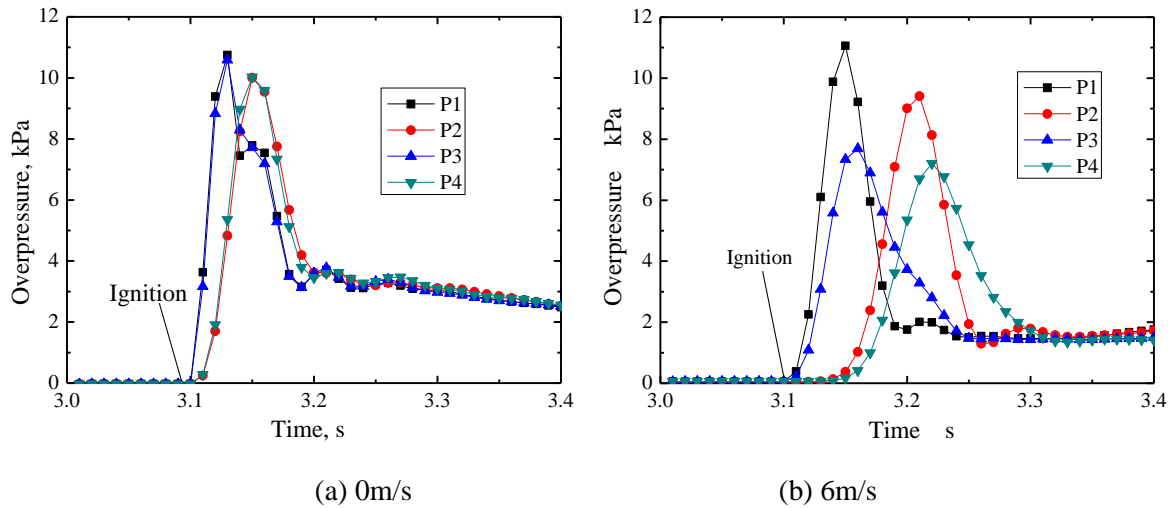 12
10
8
6
4
2
0
Overpressure, kPa
P1
P2
P3
P4
Ignition
3.0 3.1 3.2 3.3 3.4
Time, s
(a) 0m/s
12
10
8
6
4
2
0
Overpressure kPa
P1
P2
P3
P4
Ignition
3.0 3.1 3.2 3.3 3.4
Time s
(b) 6m/s